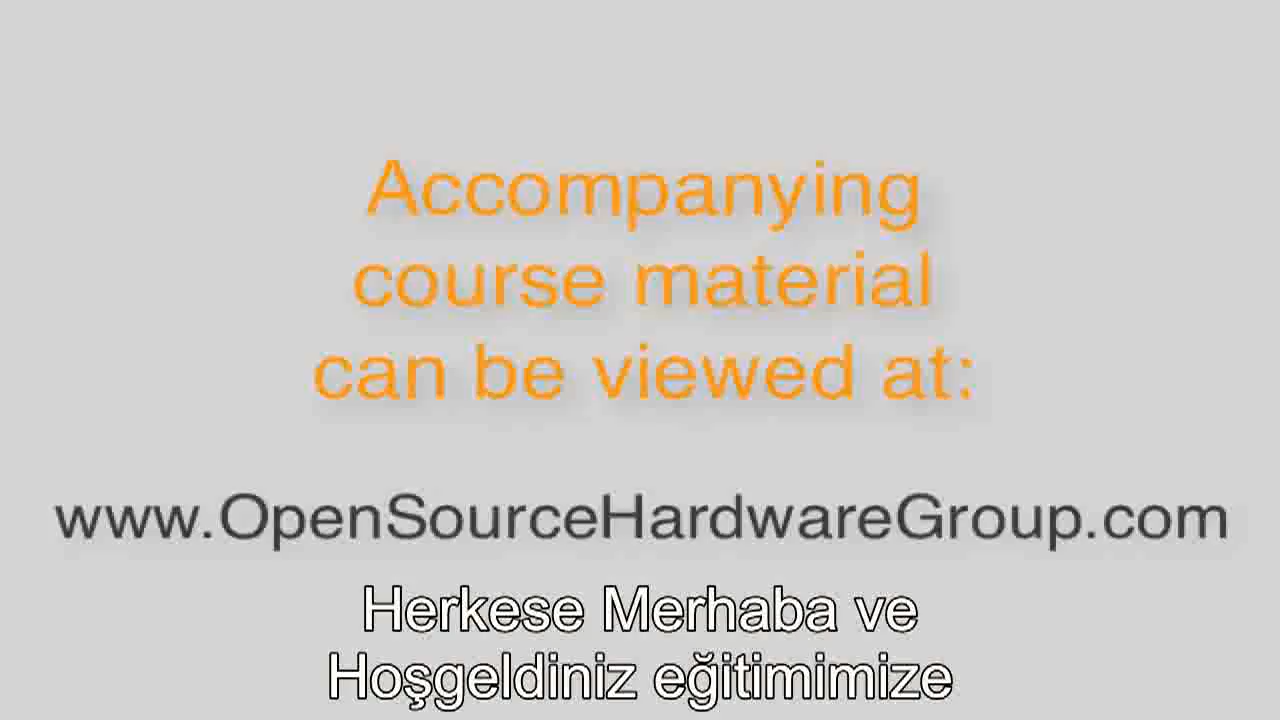 Accompanying
course material
can be viewed at:
www.OpenSourceHardwareGroup.com
Herkese Merhaba ve
Hoşgeldiniz eğitimimize